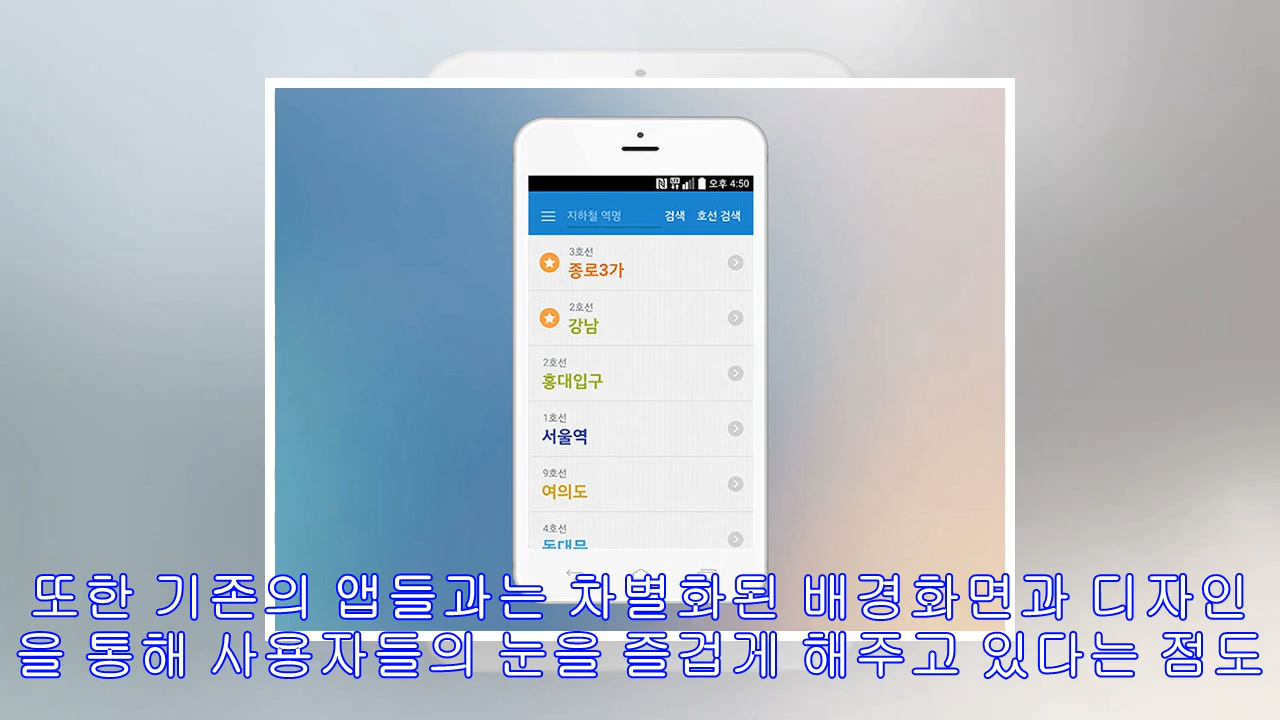 오후 4:50
지하철 역명 검색 호선 검색
3호선
종로3가
2호선
강남
2호선
홍대입구
1호선
서울역
9호선
여의도
4호선
동대문
또한 기존의 앱들과는 차별화된 배경화면과 디자인
을 통해 사용자들의 눈을 즐겁게 해주고 있다는 점도